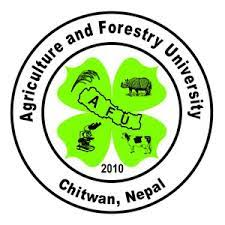 Agriculture and Forestry University
AFU
2010
Chitwan, Nepal